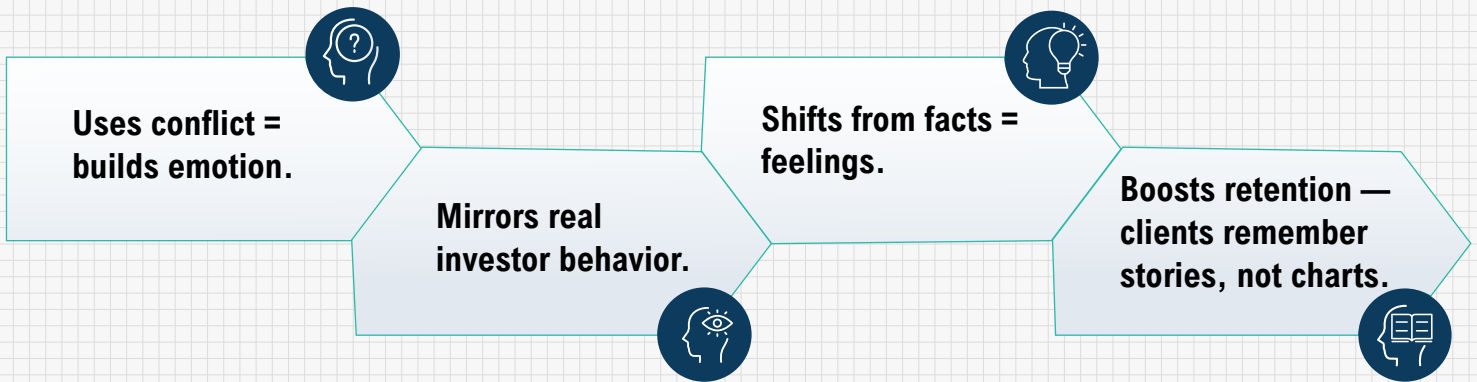 Uses conflict =
builds emotion.
Mirrors real
investor behavior.
Shifts from facts =
feelings.
Boosts retention —
clients remember
stories, not charts.
?